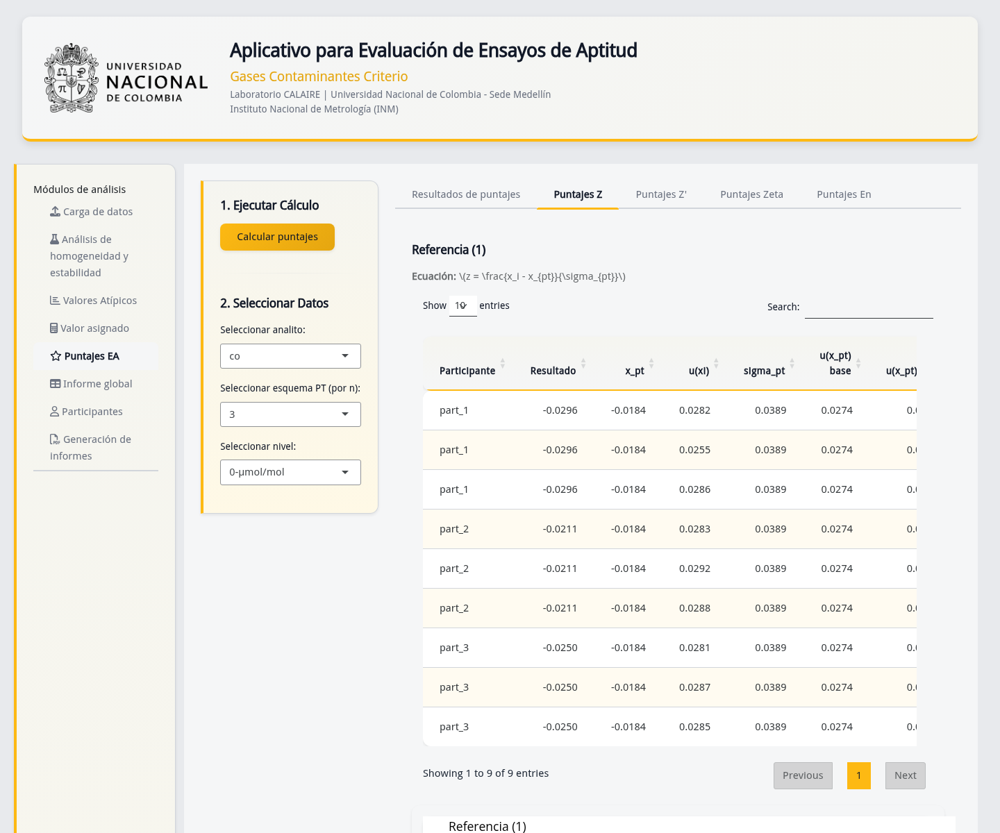 UNIVERSIDAD
NACIONAL
DE COLOMBIA
Aplicativo para Evaluación de Ensayos de Aptitud
Gases Contaminantes Criterio
Laboratorio CALAIRE | Universidad Nacional de Colombia - Sede Medellín
Instituto Nacional de Metrología (INM)
Módulos de análisis
Carga de datos
Análisis de
homogeneidad y
estabilidad
Valores Atípicos
Valor asignado
Puntajes EA
Informe global
Participantes
Generación de
informes
1. Ejecutar Cálculo
Calcular puntajes
2. Seleccionar Datos
Seleccionar analito:
co
Seleccionar esquema PT (por n):
3
Seleccionar nivel:
0-μmol/mol
Resultados de puntajes Puntajes Z Puntajes Z' Puntajes Zeta Puntajes En
Referencia (1)
Ecuación: \(z = \frac{x_i - x_{pt}}{\sigma_{pt}}\)
Show 10 entries Search:
Participante Resultado x_pt u(xi) sigma_pt u(x_pt) base u(x_pt)
part_1 -0.0296 -0.0184 0.0282 0.0389 0.0274 0.0
part_1 -0.0296 -0.0184 0.0255 0.0389 0.0274 0.0
part_1 -0.0296 -0.0184 0.0286 0.0389 0.0274 0.0
part_2 -0.0211 -0.0184 0.0283 0.0389 0.0274 0.0
part_2 -0.0211 -0.0184 0.0292 0.0389 0.0274 0.0
part_2 -0.0211 -0.0184 0.0288 0.0389 0.0274 0.0
part_3 -0.0250 -0.0184 0.0281 0.0389 0.0274 0.0
part_3 -0.0250 -0.0184 0.0287 0.0389 0.0274 0.0
part_3 -0.0250 -0.0184 0.0285 0.0389 0.0274 0.0
Showing 1 to 9 of 9 entries
Previous 1 Next
Referencia (1)